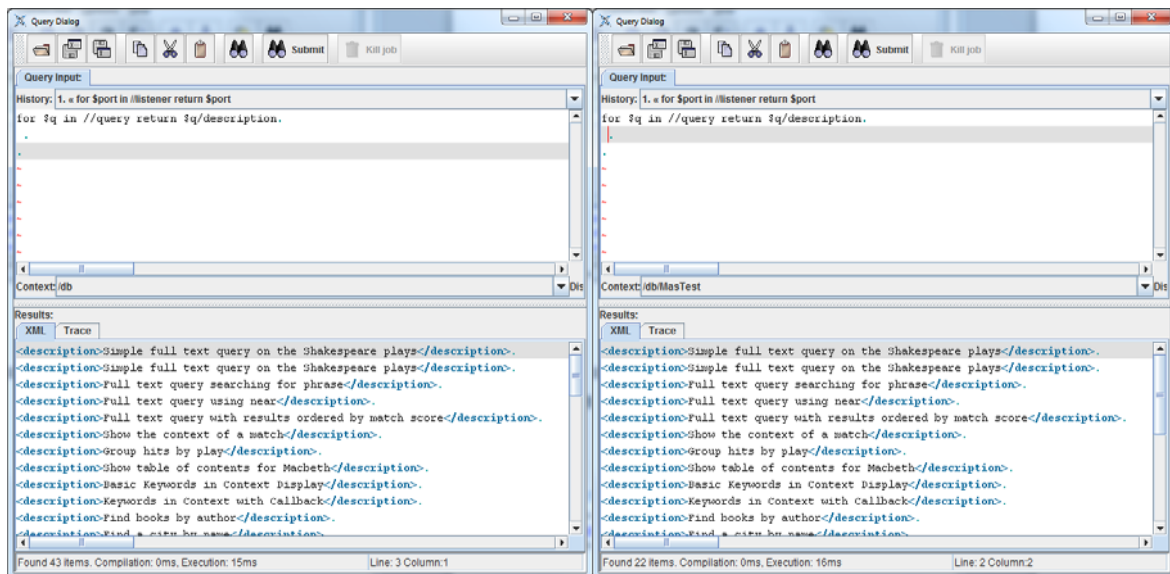 Query Dialog
Submit
Kill job
Query Input:
History: 1. « for $port in //listener return $port
for $q in //query return $q/description.
.
.
~
~
~
~
~
~
Context: /db
Dis
Results:
XML Trace
<description>Simple full text query on the Shakespeare plays</description>.
<description>Simple full text query on the Shakespeare plays</description>.
<description>Full text query searching for phrase</description>.
<description>Full text query using near</description>.
<description>Full text query with results ordered by match score</description>.
<description>Show the context of a match</description>.
<description>Group hits by play</description>.
<description>Show table of contents for Macbeth</description>.
<description>Basic Keywords in Context Display</description>.
<description>Keywords in Context with Callback</description>.
<description>Find books by author</description>.
<description>Find a city by name</description>.
Found 43 items. Compilation: 0ms, Execution: 15ms
Line: 3 Column:1
Query Dialog
Submit
Kill job
Query Input:
History: 1. « for $port in //listener return $port
for $q in //query return $q/description.
.
.
~
~
~
~
~
~
Context: /db/MasTest
Dis
Results:
XML Trace
<description>Simple full text query on the Shakespeare plays</description>.
<description>Simple full text query on the Shakespeare plays</description>.
<description>Full text query searching for phrase</description>.
<description>Full text query using near</description>.
<description>Full text query with results ordered by match score</description>.
<description>Show the context of a match</description>.
<description>Group hits by play</description>.
<description>Show table of contents for Macbeth</description>.
<description>Basic Keywords in Context Display</description>.
<description>Keywords in Context with Callback</description>.
<description>Find books by author</description>.
<description>Find a city by name</description>.
Found 22 items. Compilation: 0ms, Execution: 16ms
Line: 2 Column:2